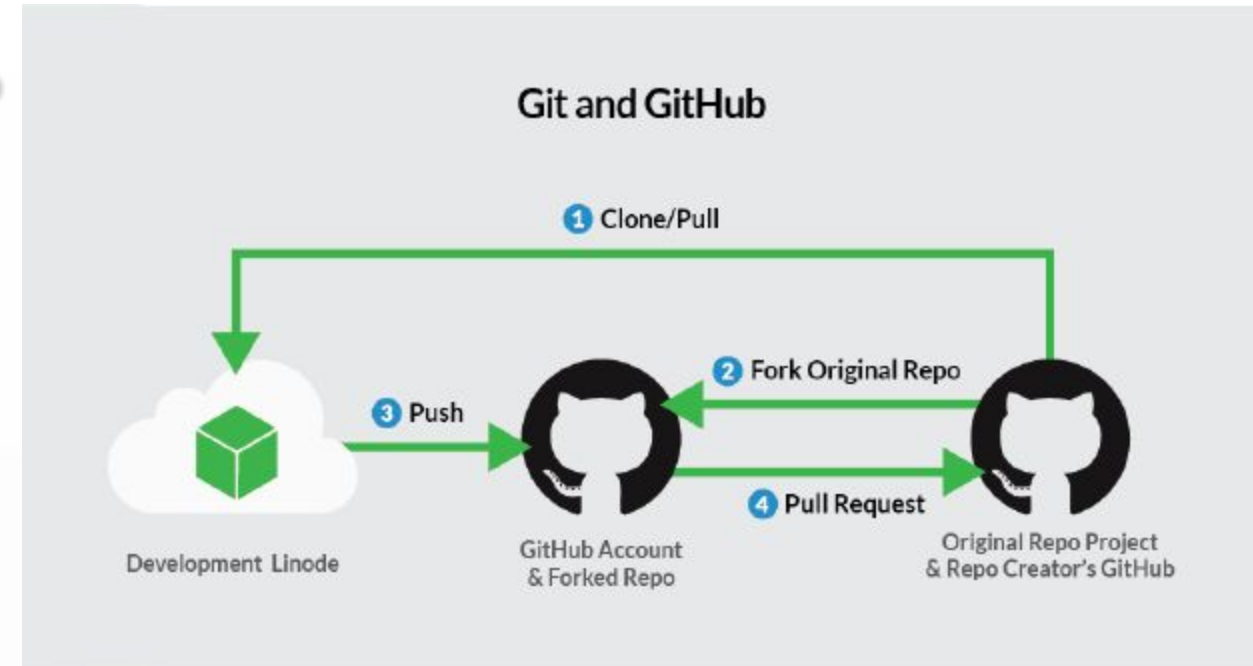 Git and GitHub
1 Clone/Pull
2 Fork Original Repo
3 Push
4 Pull Request
Development Linode
GitHub Account
& Forked Repo
Original Repo Project
& Repo Creator's GitHub